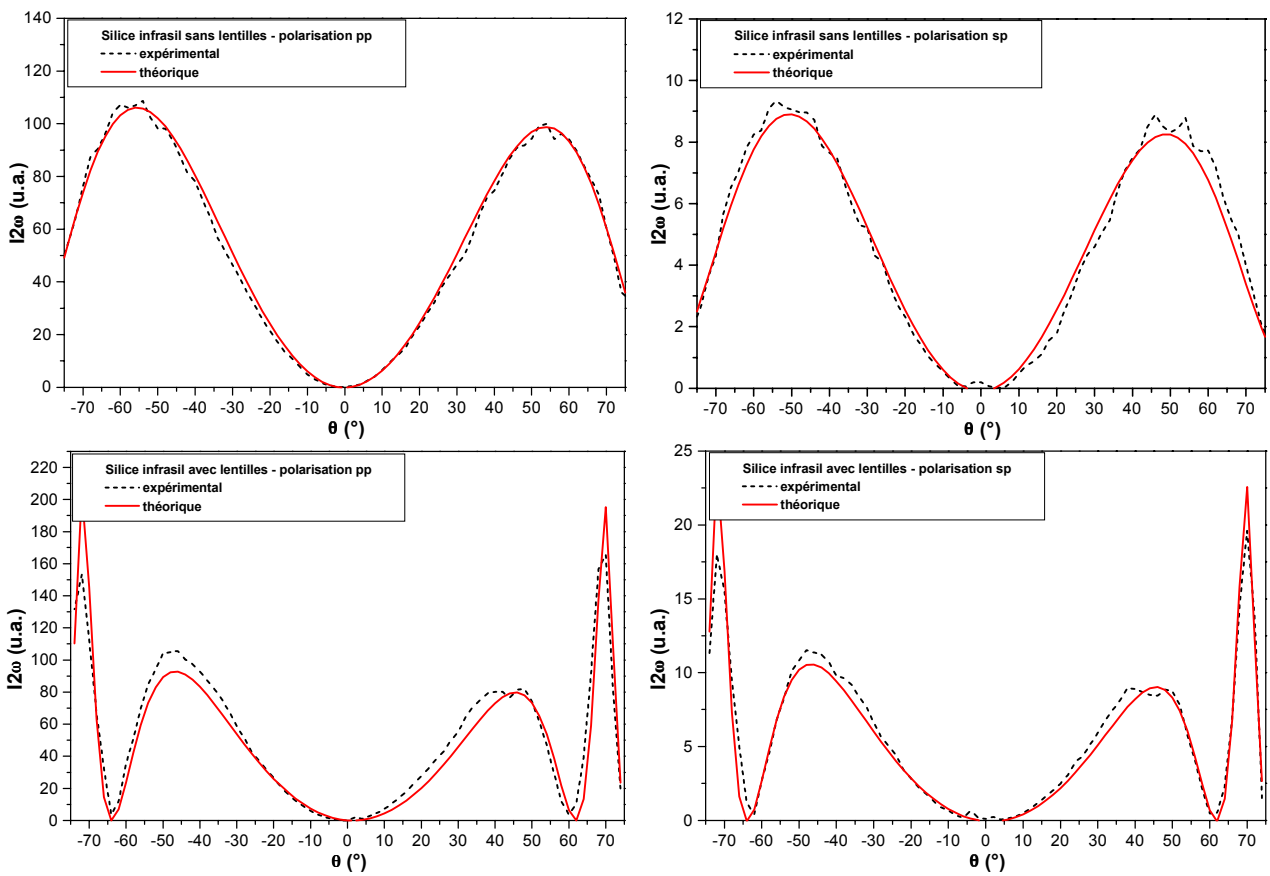 Silice infrasil sans lentilles - polarisation pp
expérimental
théorique
I2ω (u.a.)
140
120
100
80
60
40
20
0
-70 -60 -50 -40 -30 -20 -10 0 10 20 30 40 50 60 70
θ (°)
Silice infrasil sans lentilles - polarisation sp
expérimental
théorique
I2ω (u.a.)
12
10
8
6
4
2
0
-70 -60 -50 -40 -30 -20 -10 0 10 20 30 40 50 60 70
θ (°)
Silice infrasil avec lentilles - polarisation pp
expérimental
théorique
I2ω (u.a.)
220
200
180
160
140
120
100
80
60
40
20
0
-70 -60 -50 -40 -30 -20 -10 0 10 20 30 40 50 60 70
θ (°)
Silice infrasil avec lentilles - polarisation sp
expérimental
théorique
I2ω (u.a.)
25
20
15
10
5
0
-70 -60 -50 -40 -30 -20 -10 0 10 20 30 40 50 60 70
θ (°)